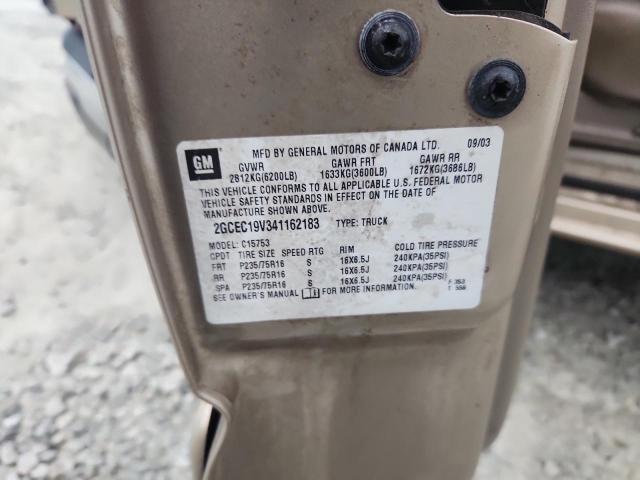 GM MFD BY GENERAL MOTORS OF CANADA LTD. 09/03
GVWR GAWR FRT GAWR RR
2812KG(6200LB) 1633KG(3600LB) 1672KG(3686LB)
THIS VEHICLE CONFORMS TO ALL APPLICABLE U.S. FEDERAL MOTOR
VEHICLE SAFETY STANDARDS IN EFFECT ON THE DATE OF
MANUFACTURE SHOWN ABOVE.
2GCEC19V341162183 TYPE: TRUCK
MODEL: C15753
CPDT TIRE SIZE SPEED RTG RIM COLD TIRE PRESSURE
FRT P235/75R16 S 16X6.5J 240KPA(35PSI)
RR P235/75R16 S 16X6.5J 240KPA(35PSI)
SPA P235/75R16 S 16X6.5J 240KPA(35PSI)
SEE OWNER'S MANUAL FOR MORE INFORMATION.
F 353
T 556